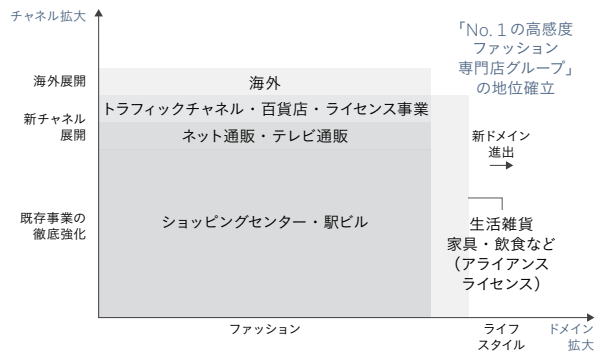 チャネル拡大
「No. 1の高感度
ファッション
専門店グループ」
の地位確立
海外展開
海外
トラフィックチャネル・百貨店・ライセンス事業
新チャネル
展開
ネット通販・テレビ通販
新ドメイン
進出
既存事業の
徹底強化
ショッピングセンター・駅ビル
生活雑貨
家具・飲食など
(アライアンス
ライセンス)
ファッション
ライフ
スタイル
ドメイン
拡大